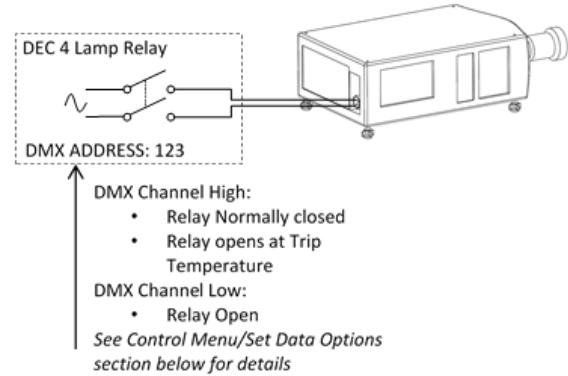 DEC 4 Lamp Relay
DMX ADDRESS: 123
DMX Channel High:
• Relay Normally closed
• Relay opens at Trip
Temperature
DMX Channel Low:
• Relay Open
See Control Menu/Set Data Options
section below for details